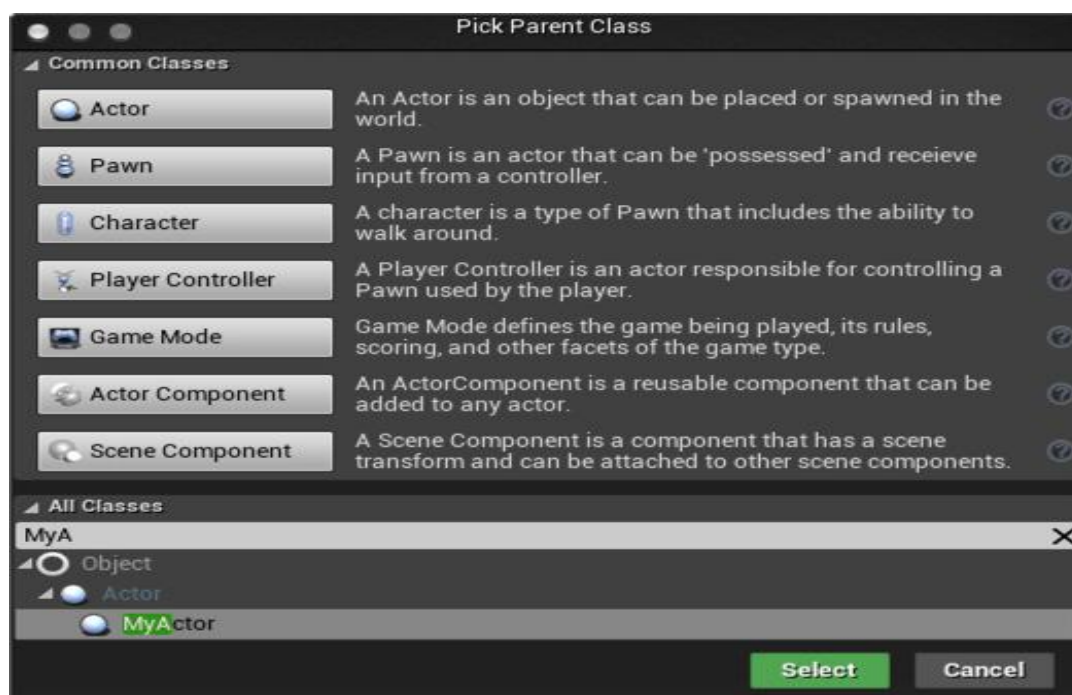 Pick Parent Class
Common Classes
Actor
An Actor is an object that can be placed or spawned in the
world.
Pawn
A Pawn is an actor that can be 'possessed' and receieve
input from a controller.
Character
A character is a type of Pawn that includes the ability to
walk around.
Player Controller
A Player Controller is an actor responsible for controlling a
Pawn used by the player.
Game Mode
Game Mode defines the game being played, its rules,
scoring, and other facets of the game type.
Actor Component
An ActorComponent is a reusable component that can be
added to any actor.
Scene Component
A Scene Component is a component that has a scene
transform and can be attached to other scene components.
All Classes
MyA
Object
Actor
MyActor
Select Cancel